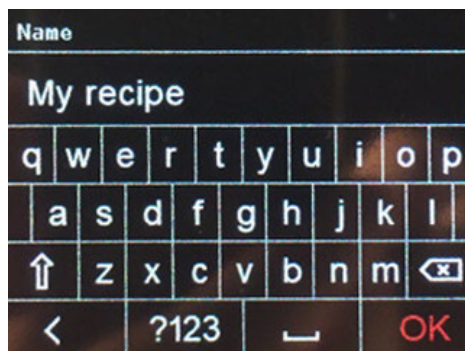 Name
My recipe
q w e r t y u i o p
a s d f g h j k l
z x c v b n m
< ?123 OK